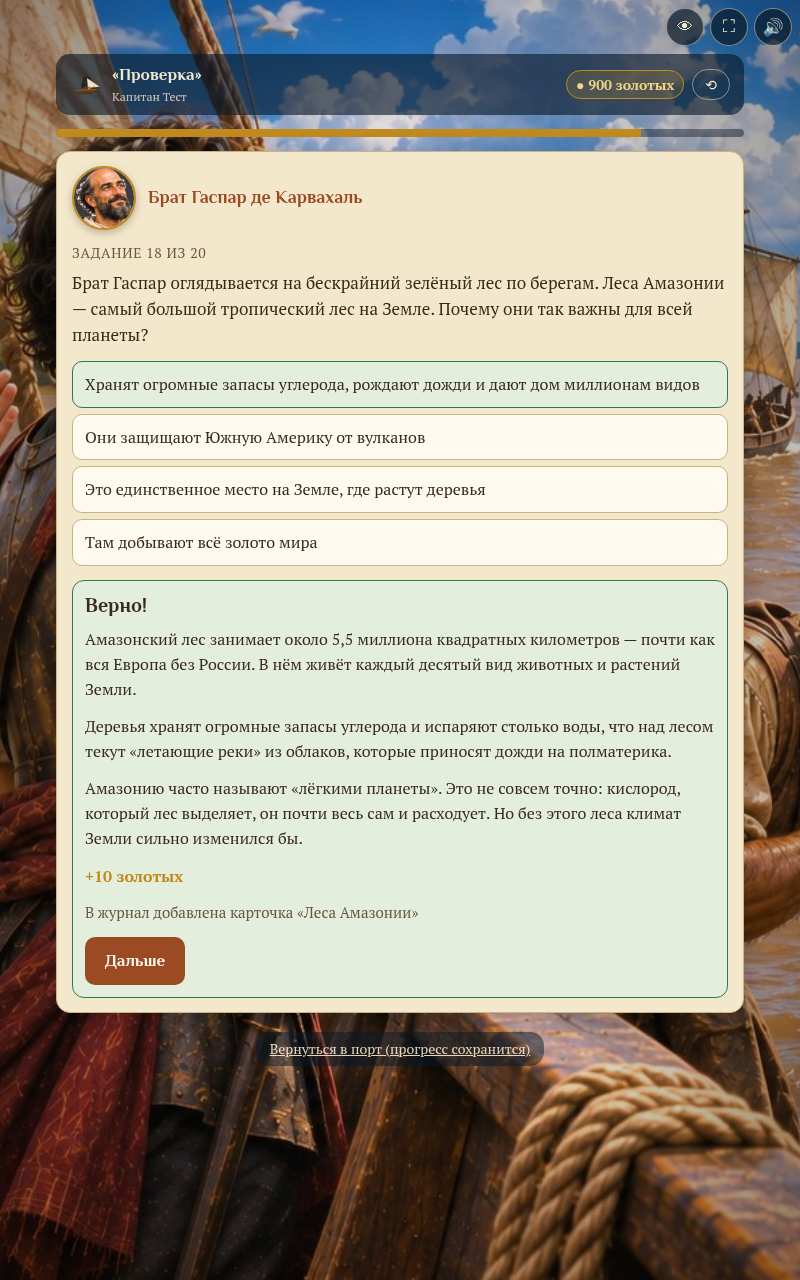 «Проверка»
Капитан Тест
● 900 золотых
Брат Гаспар де Карвахаль
ЗАДАНИЕ 18 ИЗ 20
Брат Гаспар оглядывается на бескрайний зелёный лес по берегам. Леса Амазонии
— самый большой тропический лес на Земле. Почему они так важны для всей
планеты?
Хранят огромные запасы углерода, рождают дожди и дают дом миллионам видов
Они защищают Южную Америку от вулканов
Это единственное место на Земле, где растут деревья
Там добывают всё золото мира
Верно!
Амазонский лес занимает около 5,5 миллиона квадратных километров — почти как
вся Европа без России. В нём живёт каждый десятый вид животных и растений
Земли.
Деревья хранят огромные запасы углерода и испаряют столько воды, что над лесом
текут «летающие реки» из облаков, которые приносят дожди на полматерика.
Амазонию часто называют «лёгкими планеты». Это не совсем точно: кислород,
который лес выделяет, он почти весь сам и расходует. Но без этого леса климат
Земли сильно изменился бы.
+10 золотых
В журнал добавлена карточка «Леса Амазонии»
Дальше
Вернуться в порт (прогресс сохранится)